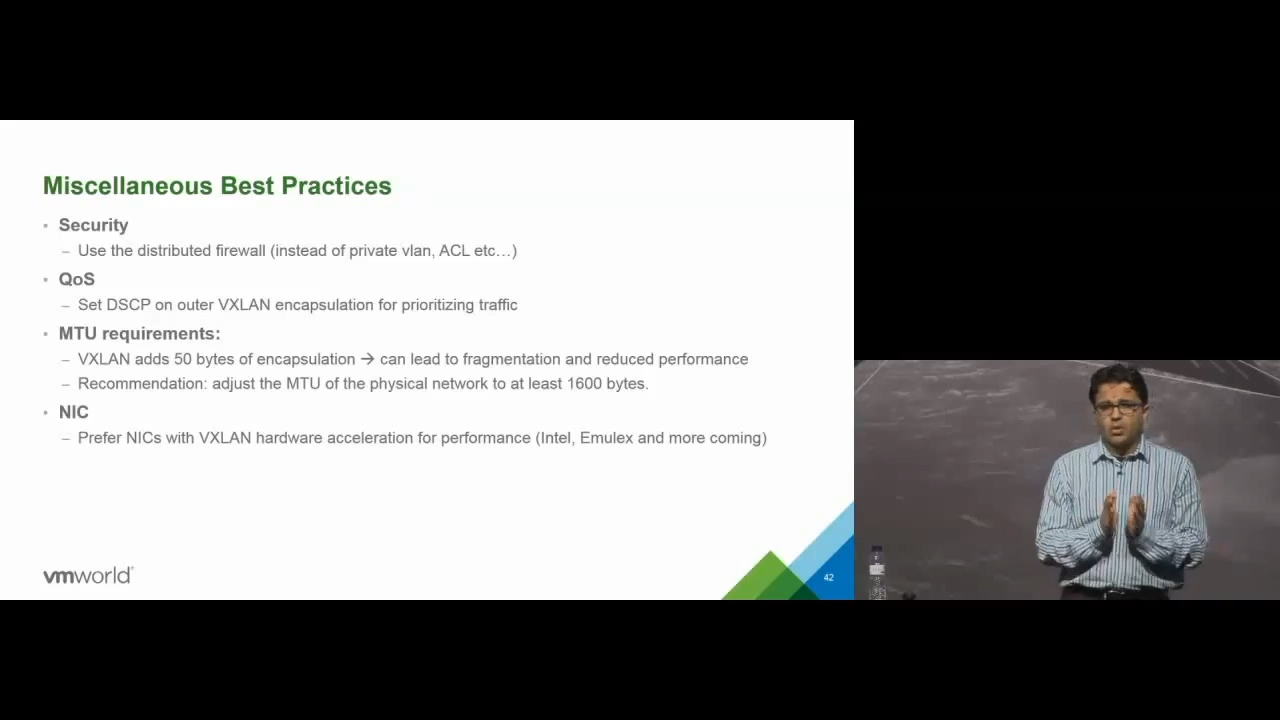 Miscellaneous Best Practices
▪ Security
– Use the distributed firewall (instead of private vlan, ACL etc…)
▪ QoS
– Set DSCP on outer VXLAN encapsulation for prioritizing traffic
▪ MTU requirements:
– VXLAN adds 50 bytes of encapsulation → can lead to fragmentation and reduced performance
– Recommendation: adjust the MTU of the physical network to at least 1600 bytes.
▪ NIC
– Prefer NICs with VXLAN hardware acceleration for performance (Intel, Emulex and more coming)
vmworld
42